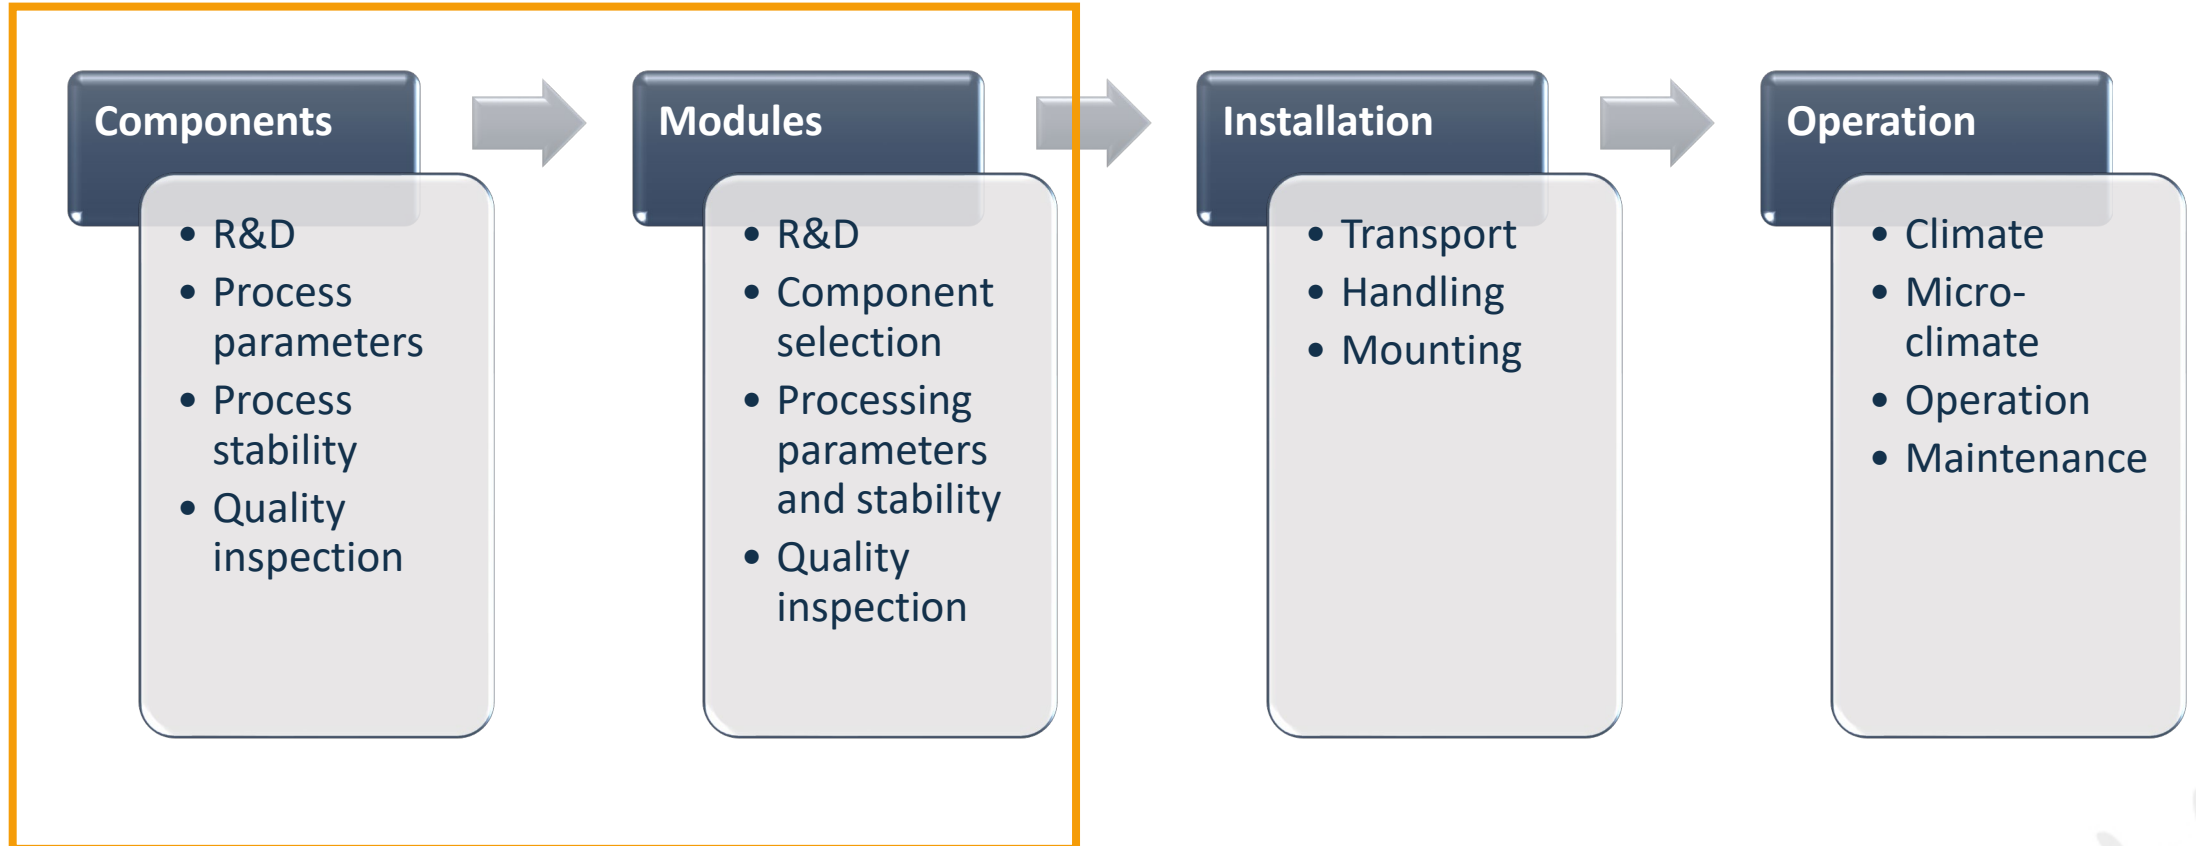 Components
• R&D
• Process
parameters
• Process
stability
• Quality
inspection
Modules
• R&D
• Component
selection
• Processing
parameters
and stability
• Quality
inspection
Installation
• Transport
• Handling
• Mounting
Operation
• Climate
• Micro-
climate
• Operation
• Maintenance